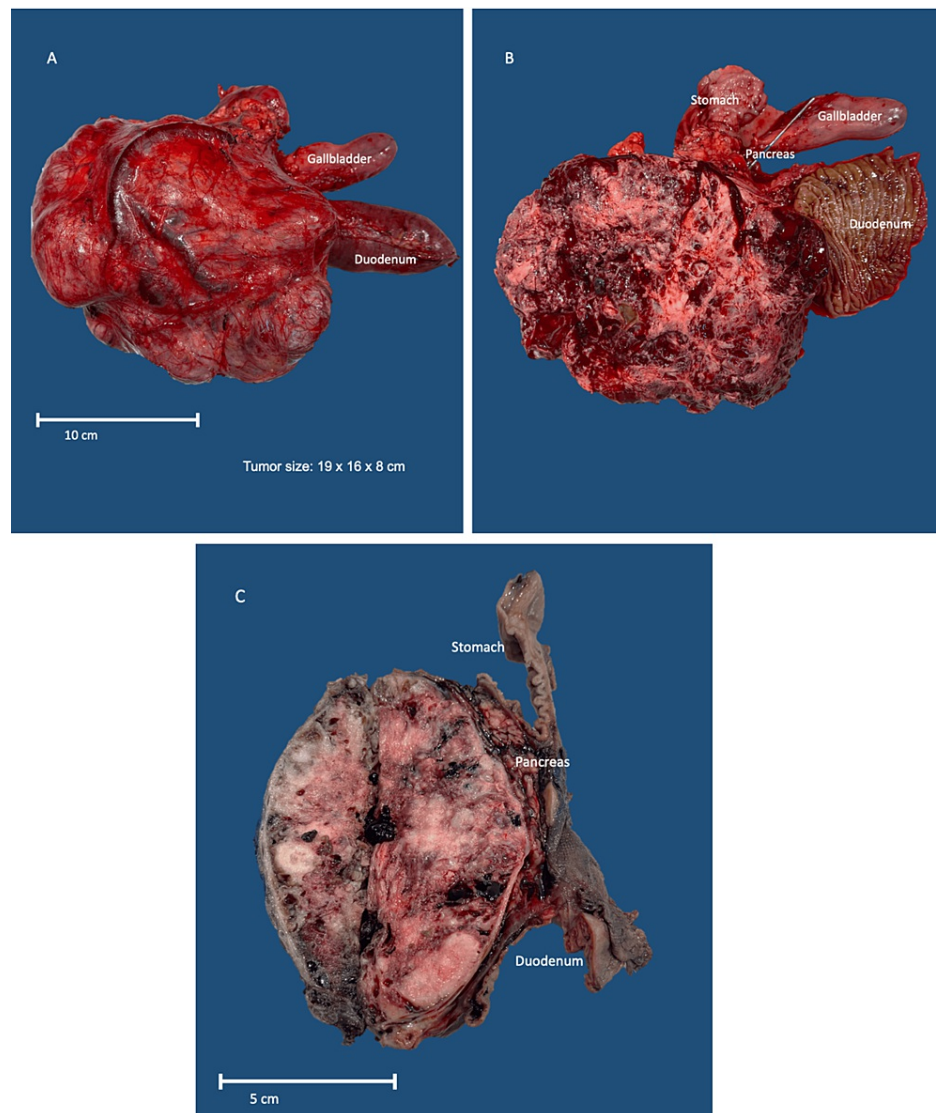 A
Gallbladder
Duodenum
10 cm
Tumor size: 19 x 16 x 8 cm
B
Stomach
Gallbladder
Pancreas
Duodenum
C
Stomach
Pancreas
Duodenum
5 cm